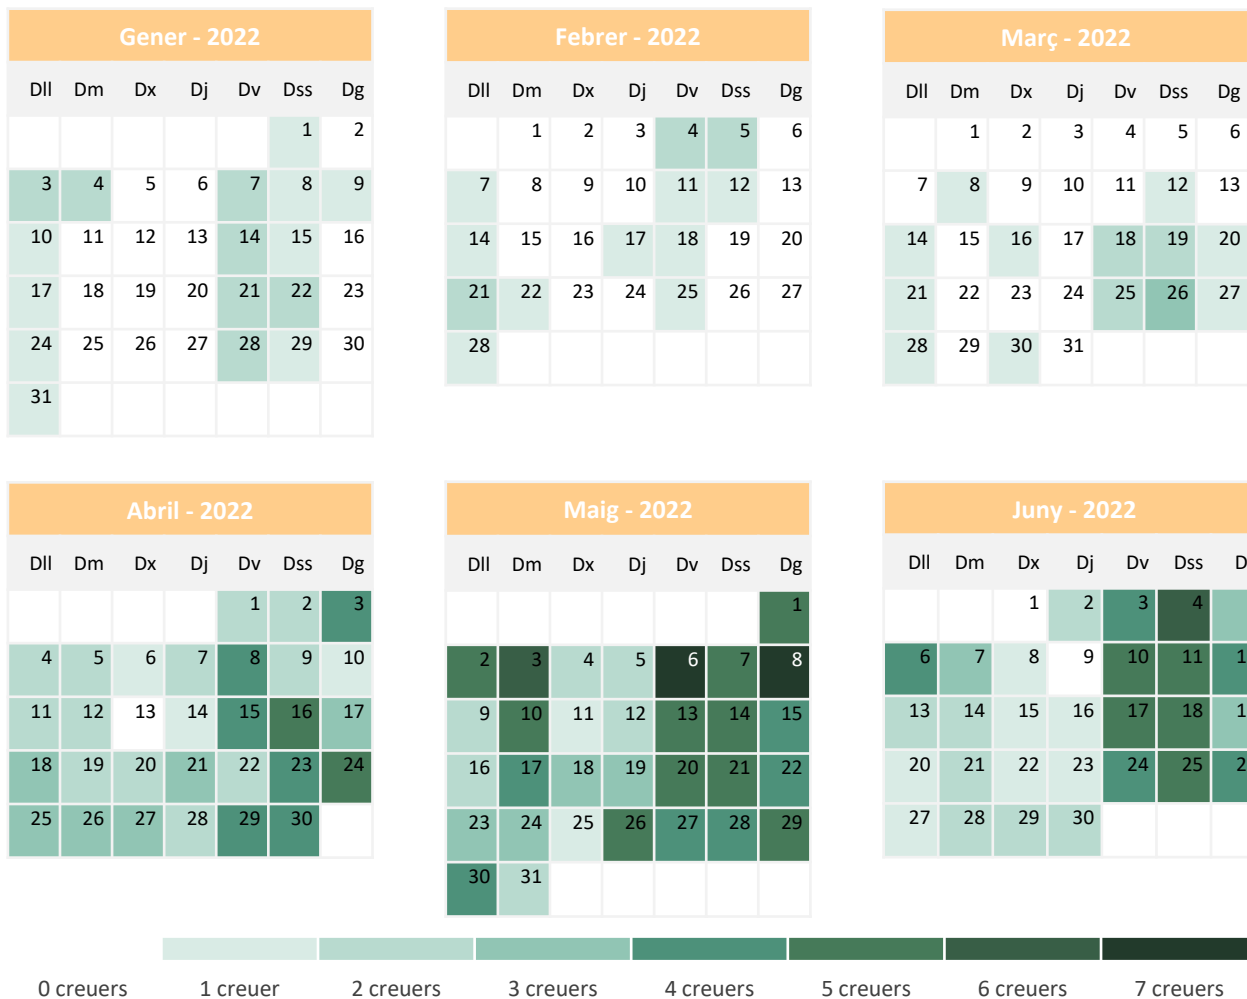 Gener - 2022
Dll Dm Dx Dj Dv Dss Dg
1 2
3 4 5 6 7 8 9
10 11 12 13 14 15 16
17 18 19 20 21 22 23
24 25 26 27 28 29 30
31
Febrer - 2022
Dll Dm Dx Dj Dv Dss Dg
1 2 3 4 5 6
7 8 9 10 11 12 13
14 15 16 17 18 19 20
21 22 23 24 25 26 27
28
Març - 2022
Dll Dm Dx Dj Dv Dss Dg
1 2 3 4 5 6
7 8 9 10 11 12 13
14 15 16 17 18 19 20
21 22 23 24 25 26 27
28 29 30 31
Abril - 2022
Dll Dm Dx Dj Dv Dss Dg
1 2 3
4 5 6 7 8 9 10
11 12 13 14 15 16 17
18 19 20 21 22 23 24
25 26 27 28 29 30
Maig - 2022
Dll Dm Dx Dj Dv Dss Dg
1
2 3 4 5 6 7 8
9 10 11 12 13 14 15
16 17 18 19 20 21 22
23 24 25 26 27 28 29
30 31
Juny - 2022
Dll Dm Dx Dj Dv Dss
1 2 3 4
6 7 8 9 10 11
13 14 15 16 17 18
20 21 22 23 24 25
27 28 29 30
0 creuers 1 creuer 2 creuers 3 creuers 4 creuers 5 creuers 6 creuers 7 creuers